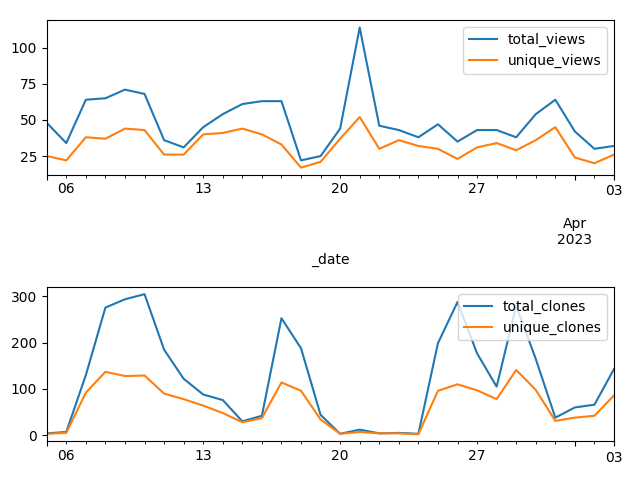 100
75
50
25
total_views
unique_views
06 13 20 27 03
Apr
2023
_date
300
200
100
0
total_clones
unique_clones
06 13 20 27 03